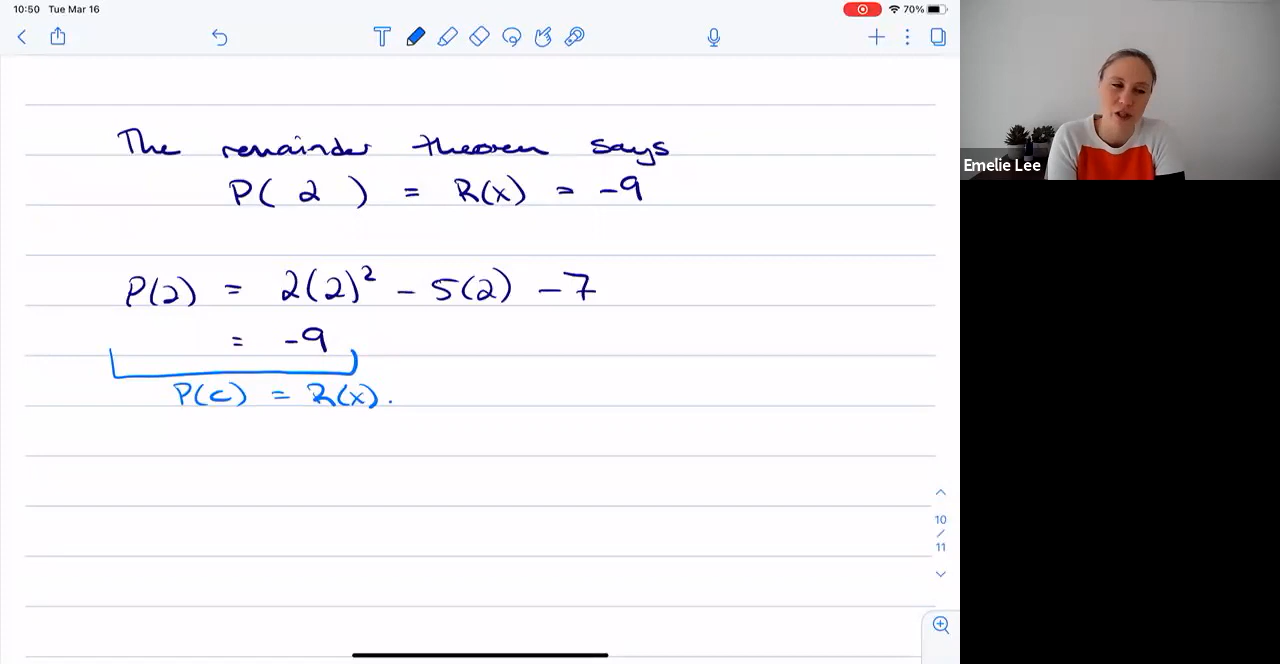 10:50 Tue Mar 16
70%
T
The remainder theorem says
P( 2 ) = R(x) = -9
Emelie Lee
P(2) = 2(2)² - 5(2) - 7
= -9
P(c) = R(x).
10
/
11